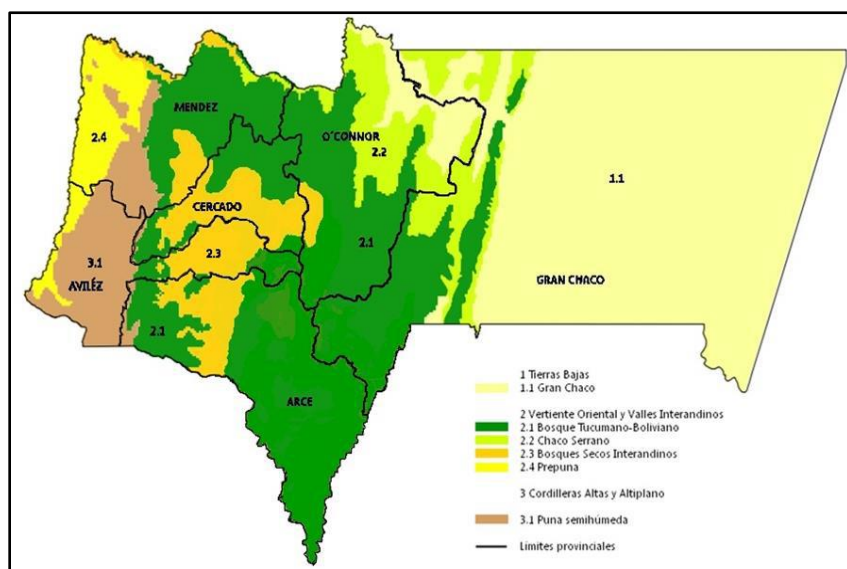 MENDEZ
2.4
O´CONNOR
2.2
1.1
CERCADO
2.1
2.3
3.1
AVILÉZ
GRAN CHACO
2.1
ARCE
1 Tierras Bajas
1.1 Gran Chaco
2 Vertiente Oriental y Valles Interandinos
2.1 Bosque Tucumano-Boliviano
2.2 Chaco Serrano
2.3 Bosques Secos Interandinos
2.4 Prepuna
3 Cordilleras Altas y Altiplano
3.1 Puna semihúmeda
Límites provinciales